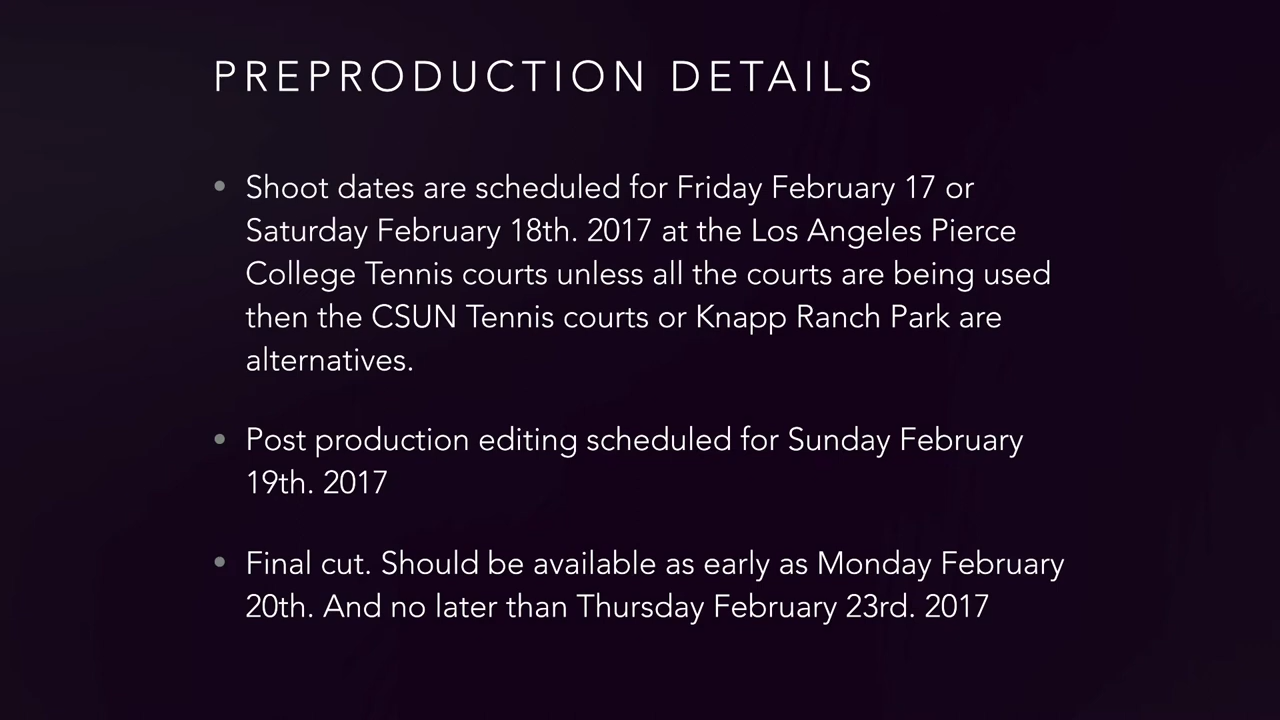 PREPRODUCTION DETAILS
• Shoot dates are scheduled for Friday February 17 or
Saturday February 18th. 2017 at the Los Angeles Pierce
College Tennis courts unless all the courts are being used
then the CSUN Tennis courts or Knapp Ranch Park are
alternatives.
• Post production editing scheduled for Sunday February
19th. 2017
• Final cut. Should be available as early as Monday February
20th. And no later than Thursday February 23rd. 2017